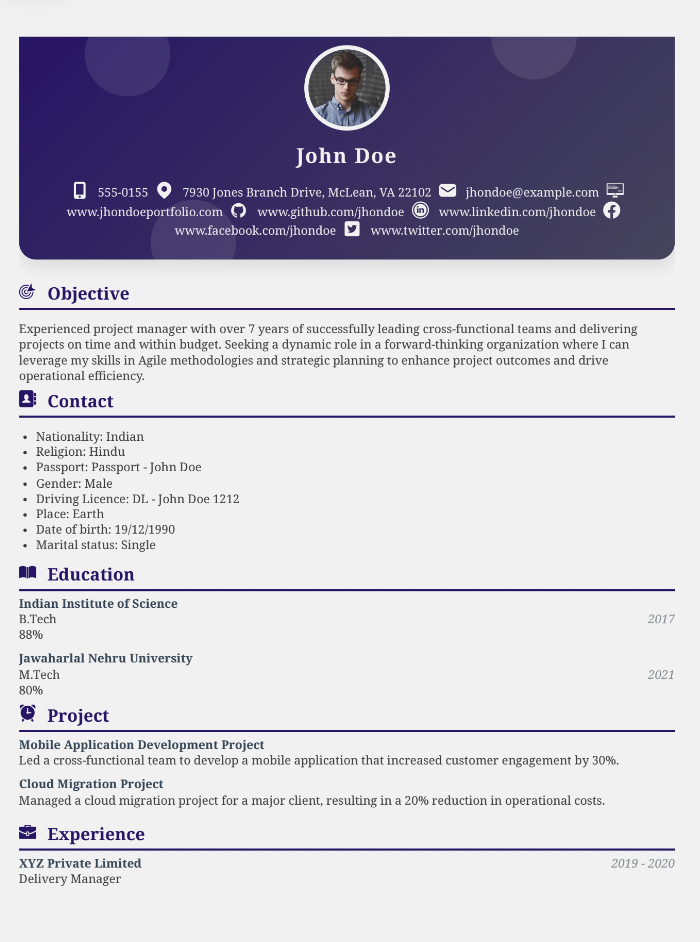 John Doe
555-0155 7930 Jones Branch Drive, McLean, VA 22102 jhondoe@example.com
www.jhondoeportfolio.com www.github.com/jhondoe www.linkedin.com/jhondoe
www.facebook.com/jhondoe www.twitter.com/jhondoe
Objective
Experienced project manager with over 7 years of successfully leading cross-functional teams and delivering
projects on time and within budget. Seeking a dynamic role in a forward-thinking organization where I can
leverage my skills in Agile methodologies and strategic planning to enhance project outcomes and drive
operational efficiency.
Contact
• Nationality: Indian
• Religion: Hindu
• Passport: Passport - John Doe
• Gender: Male
• Driving Licence: DL - John Doe 1212
• Place: Earth
• Date of birth: 19/12/1990
• Marital status: Single
Education
Indian Institute of Science
B.Tech 2017
88%
Jawaharlal Nehru University
M.Tech 2021
80%
Project
Mobile Application Development Project
Led a cross-functional team to develop a mobile application that increased customer engagement by 30%.
Cloud Migration Project
Managed a cloud migration project for a major client, resulting in a 20% reduction in operational costs.
Experience
XYZ Private Limited 2019 - 2020
Delivery Manager